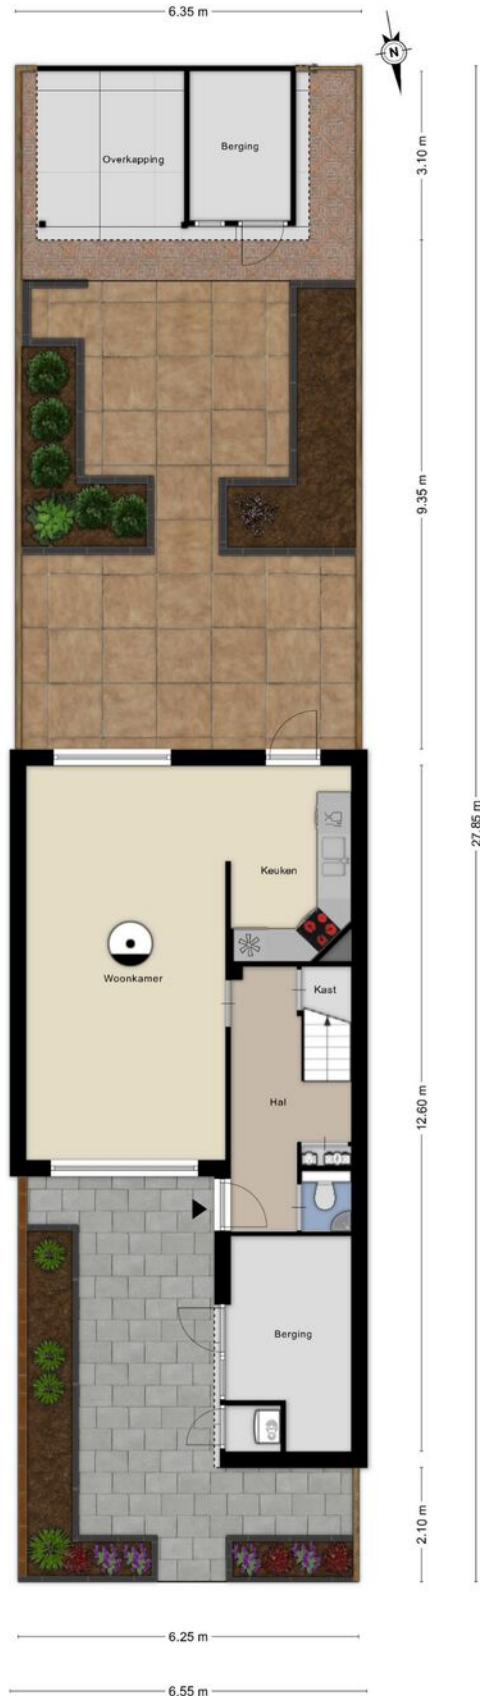 6.35 m
N
3.10 m
Overkapping
Berging
9.35 m
27.85 m
Keuken
Woonkamer
Kast
Hal
12.60 m
Berging
2.10 m
6.25 m
6.55 m